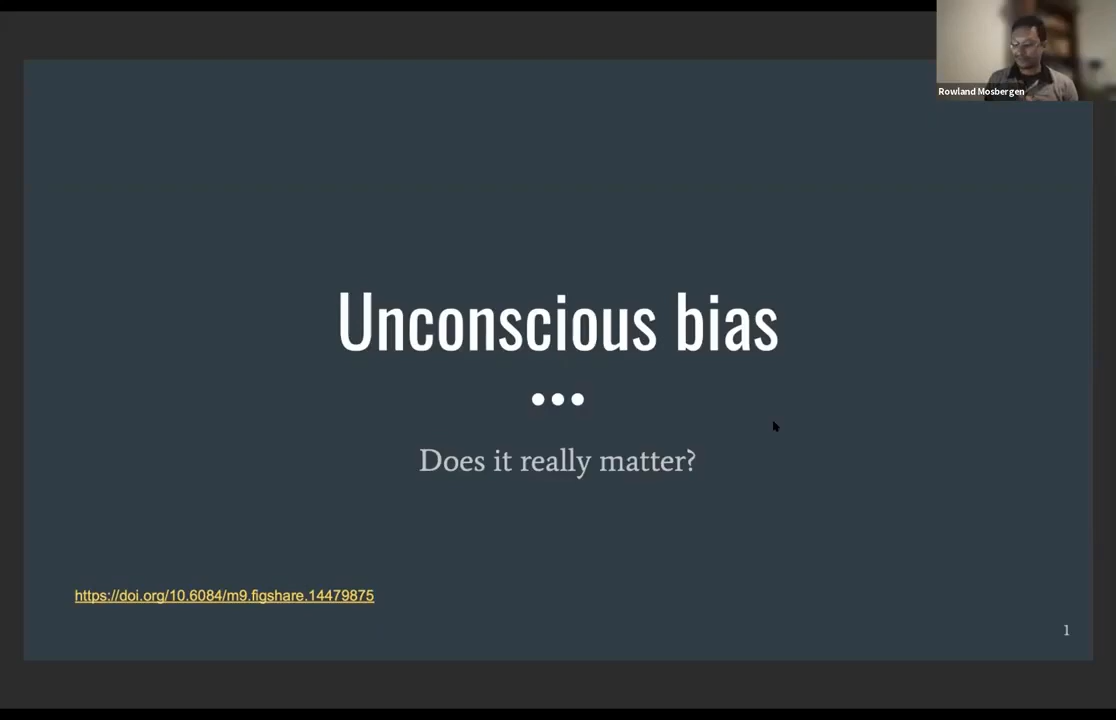 Rowland Mosbergen
Unconscious bias
Does it really matter?
https://doi.org/10.6084/m9.figshare.14479875
1